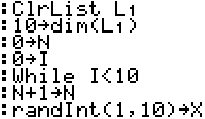 :ClrList L₁
:10→dim(L₁)
:0→N
:0→I
:While I<10
:N+1→N
:randInt(1,10)→X